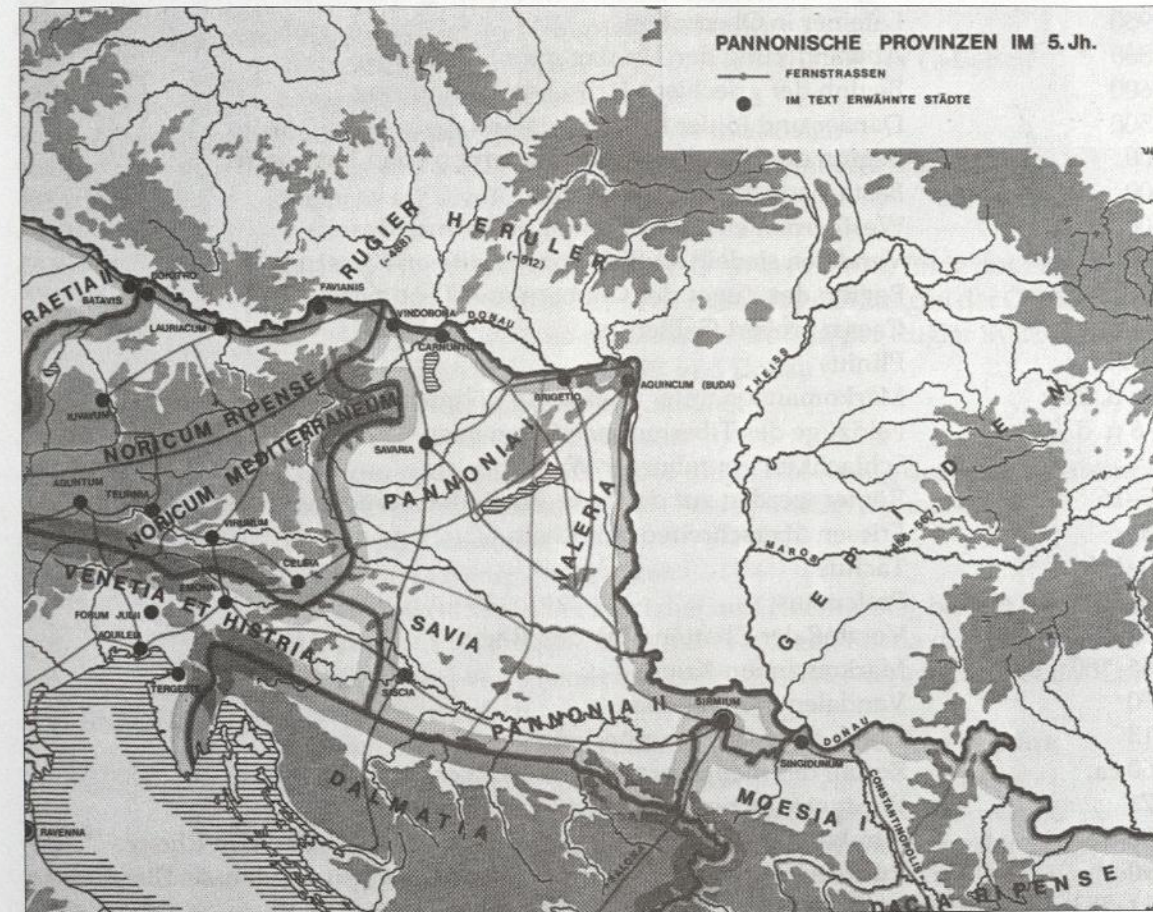 PANNONISCHE PROVINZEN IM 5. Jh.
FERNSTRASSEN
IM TEXT ERWÄHNTE STÄDTE
RUGIER
(-488)
HERULER
(~512)
RAETIA II
BATAVIS
FAVIANIS
LAURIACUM
VINDOBONA
DONAU
CARNUNTUM
IUVAVUM
BRIGETIO
AQUINCUM (BUDA)
THEISS
NORICUM RIPENSE
NORICUM MEDITERRANEUM
SAVARIA
PANNONIA I
AGUNTUM
TEURNIA
VIRUNUM
VALERIA
GEPIDEN
MAROS
CELEIA
VENETIA ET HISTRIA
EMONA
FORUM JULII
AQUILEIA
SAVIA
TERGESTE
SISCIA
PANNONIA II
SIRMIUM
DONAU
SINGIDUNUM
DALMATIA
MOESIA I
CONSTANTINOPOLIS
RAVENNA
DACIA RIPENSE